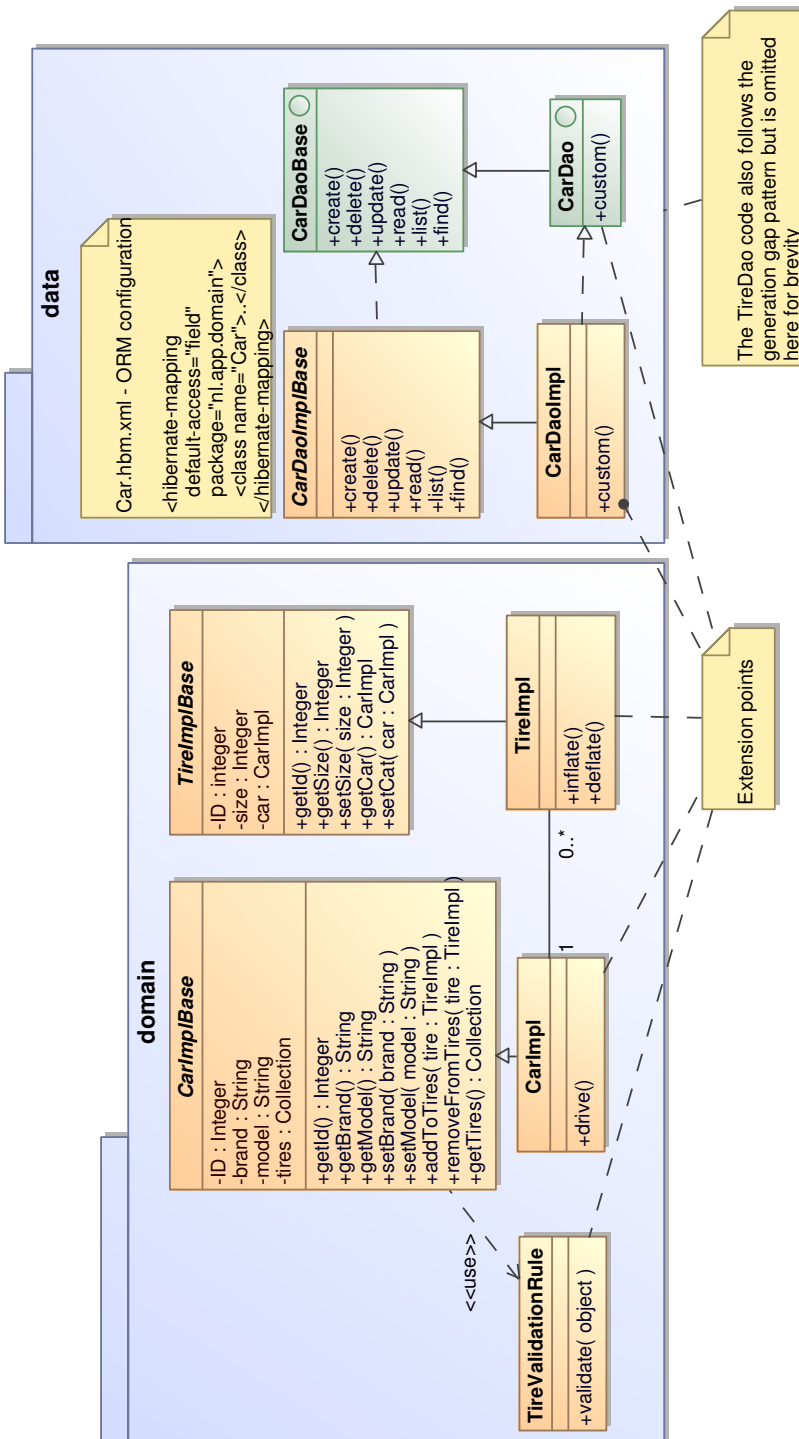 domain
CarImplBase
-ID : Integer
-brand : String
-model : String
-tires : Collection
+getId() : Integer
+getBrand() : String
+getModel() : String
+setBrand( brand : String )
+setModel( model : String )
+addToTires( tire : TireImpl )
+removeFromTires( tire : TireImpl )
+getTires() : Collection
TireImplBase
-ID : integer
-size : Integer
-car : CarImpl
+getId() : Integer
+getSize() : Integer
+setSize( size : Integer )
+getCar() : CarImpl
+setCat( car : CarImpl )
<<use>>
TireValidationRule
+validate( object )
CarImpl
+drive()
1
0..*
TireImpl
+inflate()
+deflate()
data
Car.hbm.xml - ORM configuration
<hibernate-mapping
default-access="field"
package="nl.app.domain">
<class name="Car">..</class>
</hibernate-mapping>
CarDaoImplBase
+create()
+delete()
+update()
+read()
+list()
+find()
CarDaoBase
+create()
+delete()
+update()
+read()
+list()
+find()
CarDaoImpl
+custom()
CarDao
+custom()
Extension points
The TireDao code also follows the
generation gap pattern but is omitted
here for brevity